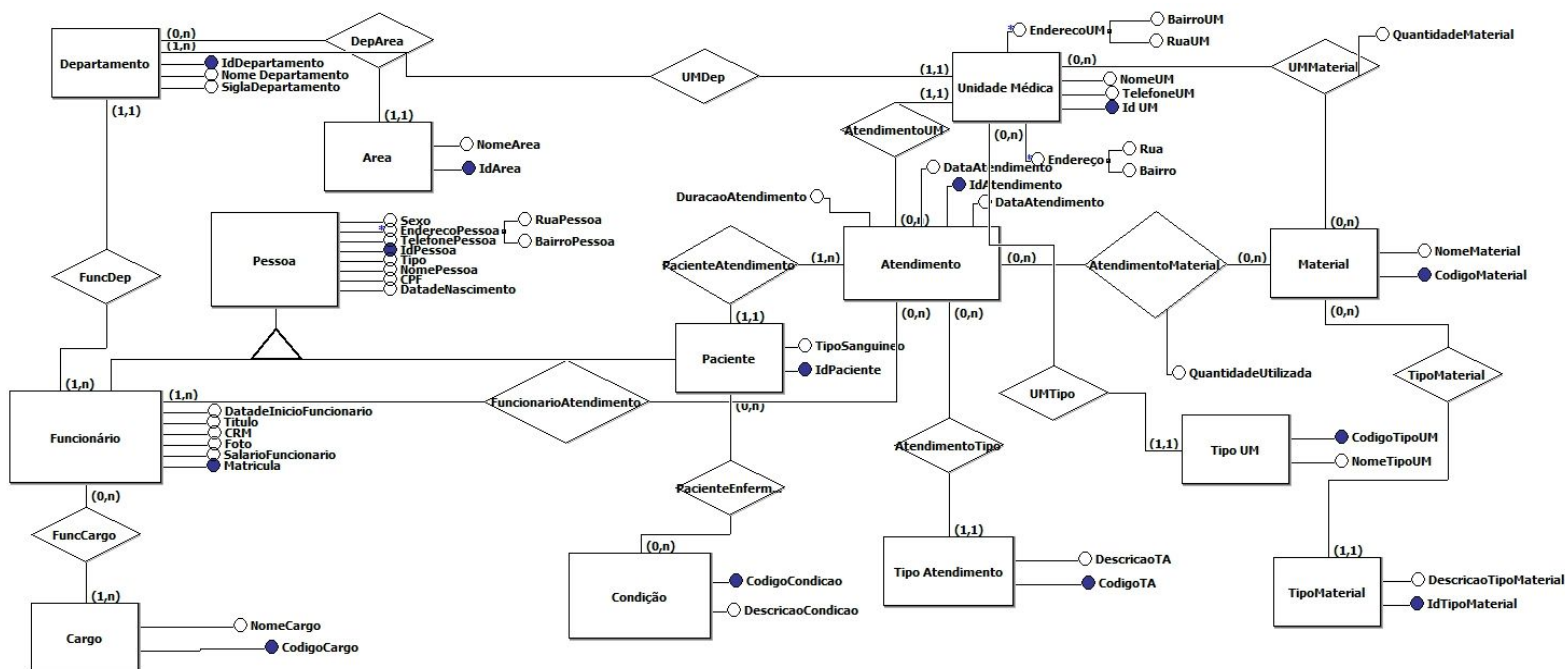 Departamento
(0,n)
(1,n)
IdDepartamento
Nome Departamento
SiglaDepartamento
(1,1)
DepArea
(1,1)
Area
NomeArea
IdArea
UMDep
(1,1)
(1,1)
Unidade Médica
EnderecoUM
BairroUM
RuaUM
NomeUM
TelefoneUM
Id UM
(0,n)
UMMaterial
QuantidadeMaterial
(0,n)
Endereço
Rua
Bairro
AtendimentoUM
DuracaoAtendimento
DataAtendimento
IdAtendimento
DataAtendimento
(0,n)
Pessoa
Sexo
EnderecoPessoa
RuaPessoa
BairroPessoa
TelefonePessoa
IdPessoa
Tipo
NomePessoa
CPF
DatadeNascimento
FuncDep
PacienteAtendimento
(1,n)
Atendimento
(0,n)
AtendimentoMaterial
(0,n)
(0,n)
Material
NomeMaterial
CodigoMaterial
(0,n)
(0,n)
(0,n)
(1,1)
Paciente
TipoSanguineo
IdPaciente
(0,n)
QuantidadeUtilizada
TipoMaterial
(1,n)
(1,n)
Funcionário
DatadeInicioFuncionario
Titulo
CRM
Foto
SalarioFuncionario
Matricula
(0,n)
FuncionarioAtendimento
UMTipo
(1,1)
Tipo UM
CodigoTipoUM
NomeTipoUM
AtendimentoTipo
PacienteEnferm...
FuncCargo
(1,n)
Cargo
NomeCargo
CodigoCargo
(0,n)
Condição
CodigoCondicao
DescricaoCondicao
(1,1)
Tipo Atendimento
DescricaoTA
CodigoTA
(1,1)
TipoMaterial
DescricaoTipoMaterial
IdTipoMaterial